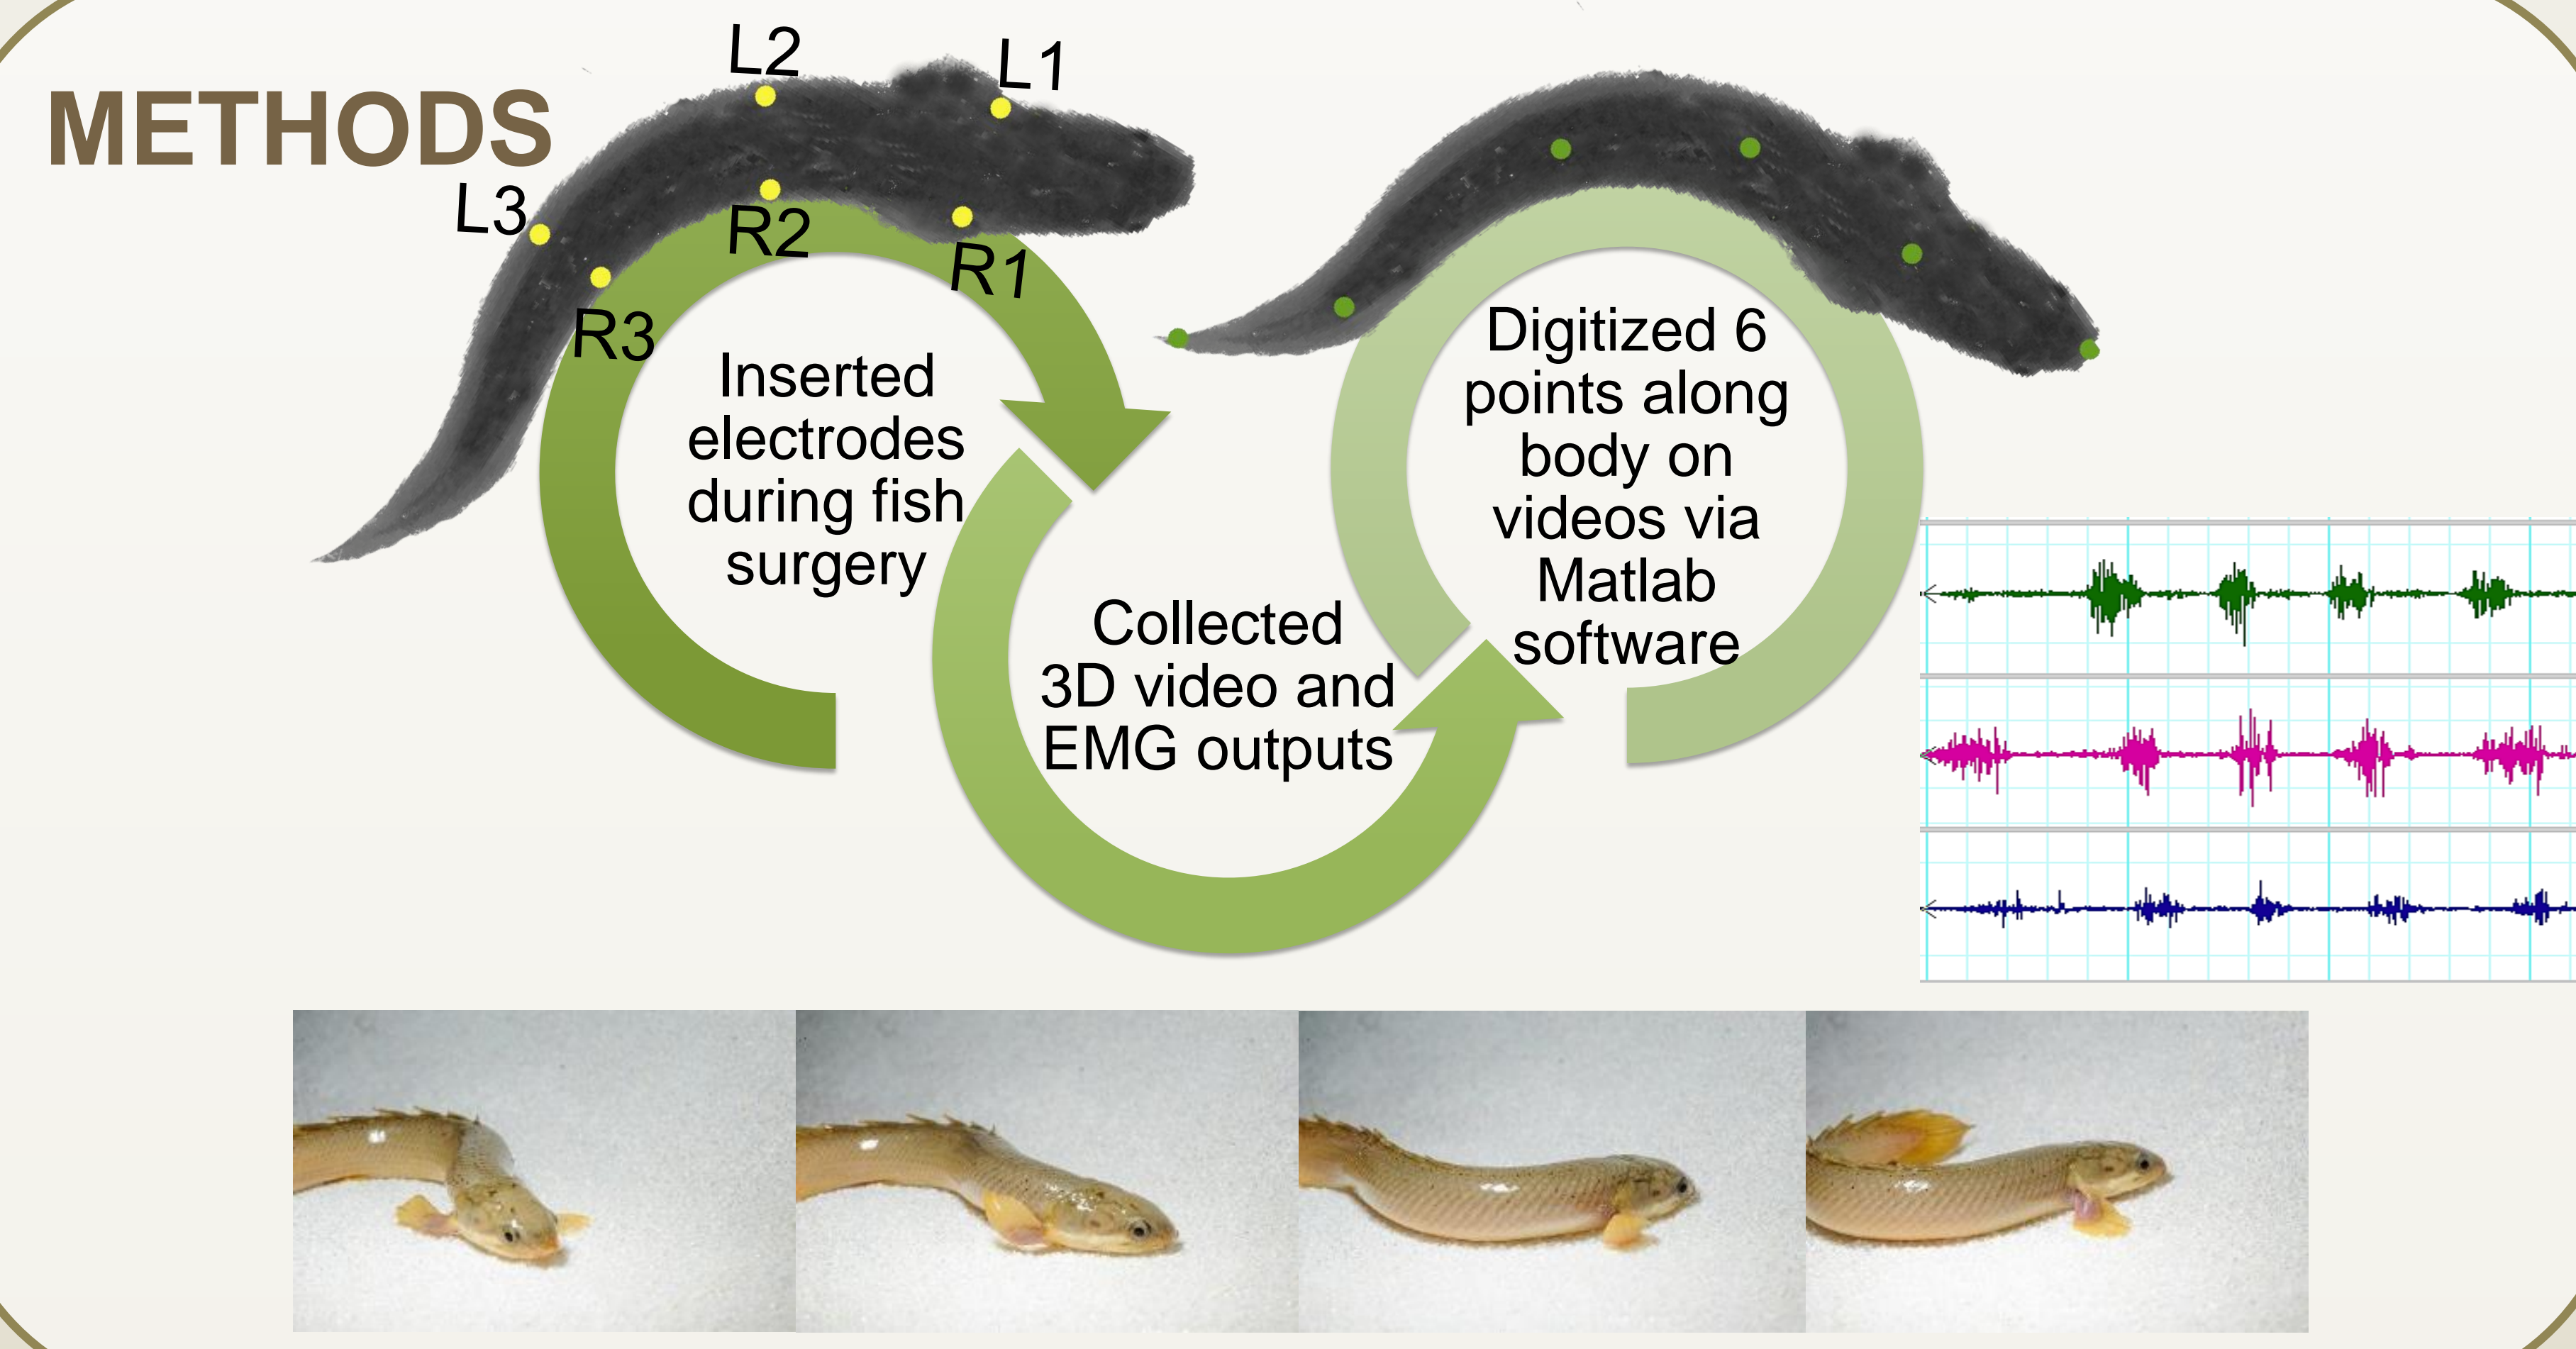 METHODS
L2
L1
L3
R2
R1
R3
Inserted
electrodes
during fish
surgery
Collected
3D video and
EMG outputs
Digitized 6
points along
body on
videos via
Matlab
software